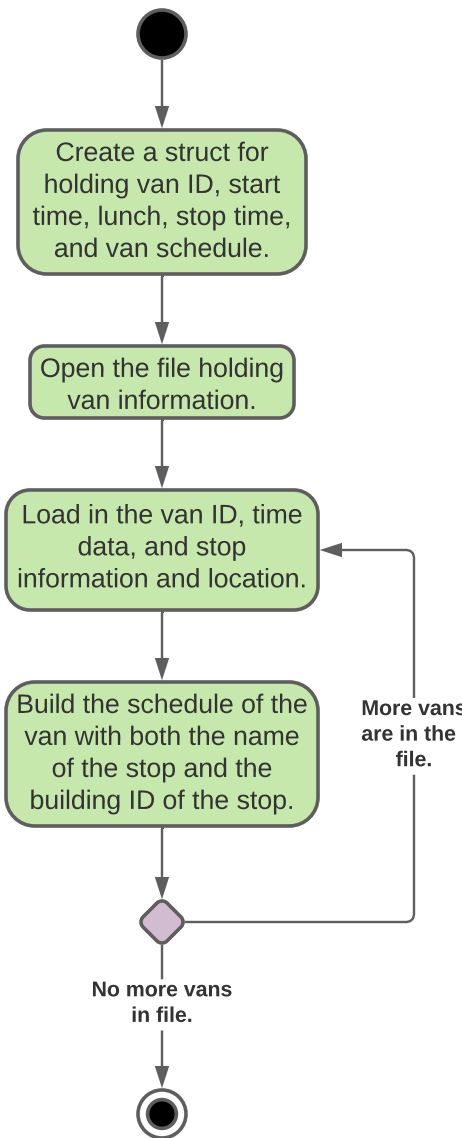 Create a struct for
holding van ID, start
time, lunch, stop time,
and van schedule.
Open the file holding
van information.
Load in the van ID, time
data, and stop
information and location.
Build the schedule of the
van with both the name
of the stop and the
building ID of the stop.
More vans
are in the
file.
No more vans
in file.